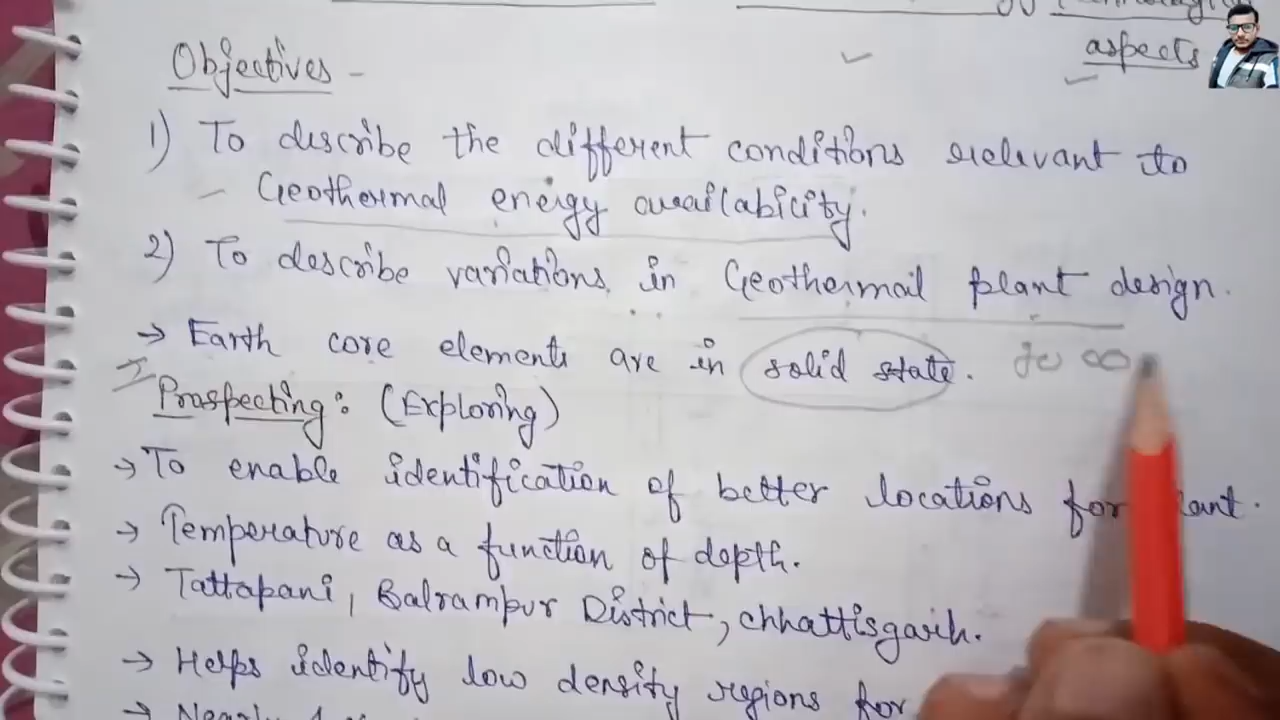 aspects
Objectives -
1) To describe the different conditions relevant to
- Geothermal energy availability.
2) To describe variations in Geothermal plant design.
→ Earth core elements are in solid state.
Prospecting: (Exploring)
→ To enable identification of better locations for
→ Temperature as a function of depth.
→ Tattapani, Balrampur District, Chhattisgarh.
→ Helps identify low density regions for
→ Nearly